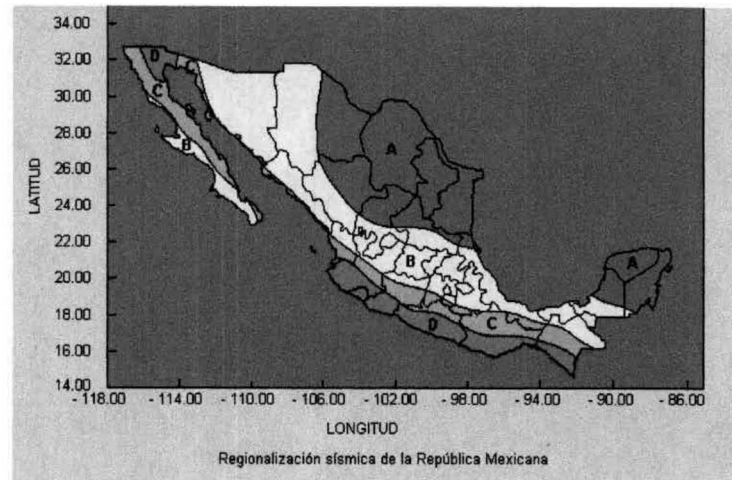 34.00
32.00
30.00
28.00
26.00
24.00
22.00
20.00
18.00
16.00
14.00
LATITUD
D
C
C
B
A
B
A
C
D
- 118.00 - 114.00 - 110.00 - 106.00 - 102.00 - 98.00 - 94.00 - 90.00 - 86.00
LONGITUD
Regionalización sísmica de la República Mexicana